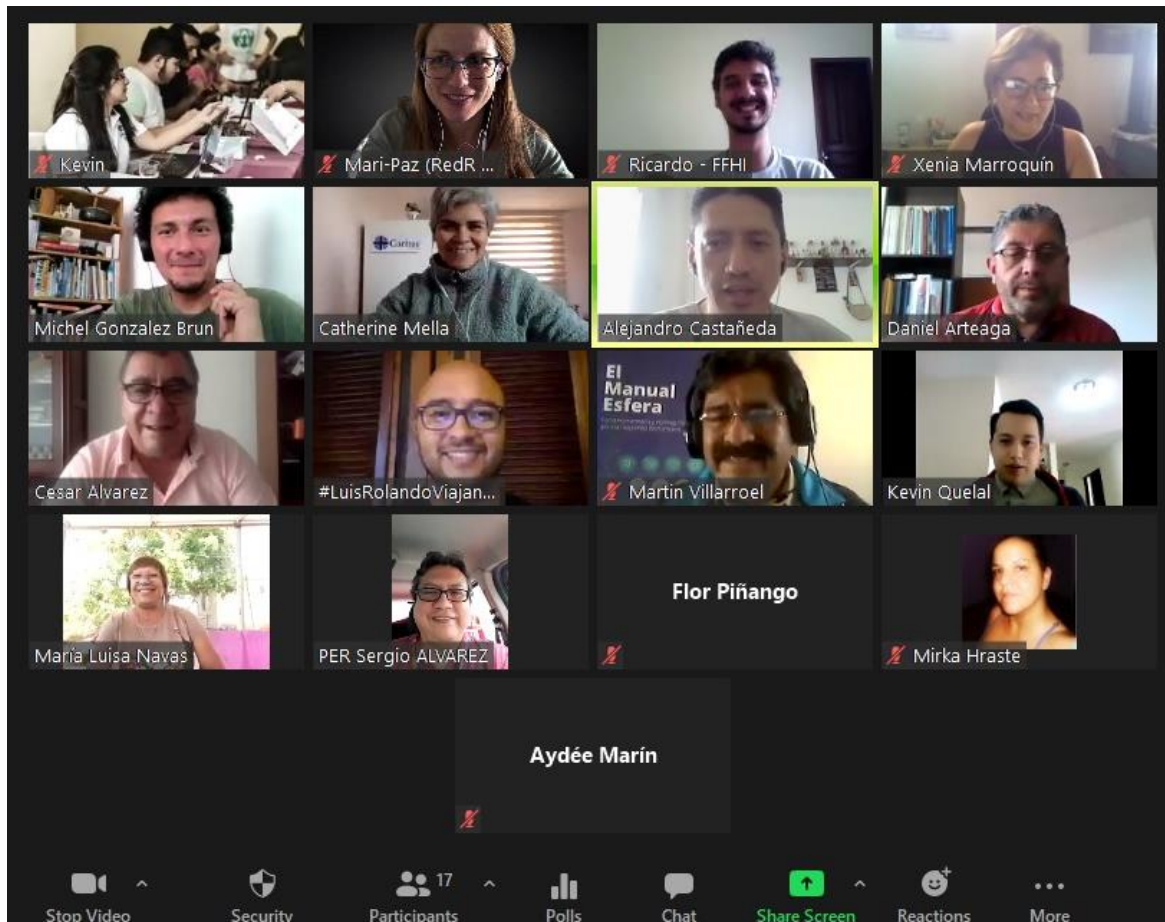 Kevin
Mari-Paz (RedR ...
Ricardo - FFHI
Xenia Marroquín
Michel Gonzalez Brun
Caritas
Catherine Mella
Alejandro Castañeda
Daniel Arteaga
Cesar Alvarez
#LuisRolandoViajan...
El
Manual
Esfera
Martin Villarroel
Kevin Quelal
Maria Luisa Navas
PER Sergio ALVAREZ
Flor Piñango
Mirka Hraste
Aydée Marín
17
Stop Video
Security
Participants
Polls
Chat
Share Screen
Reactions
More